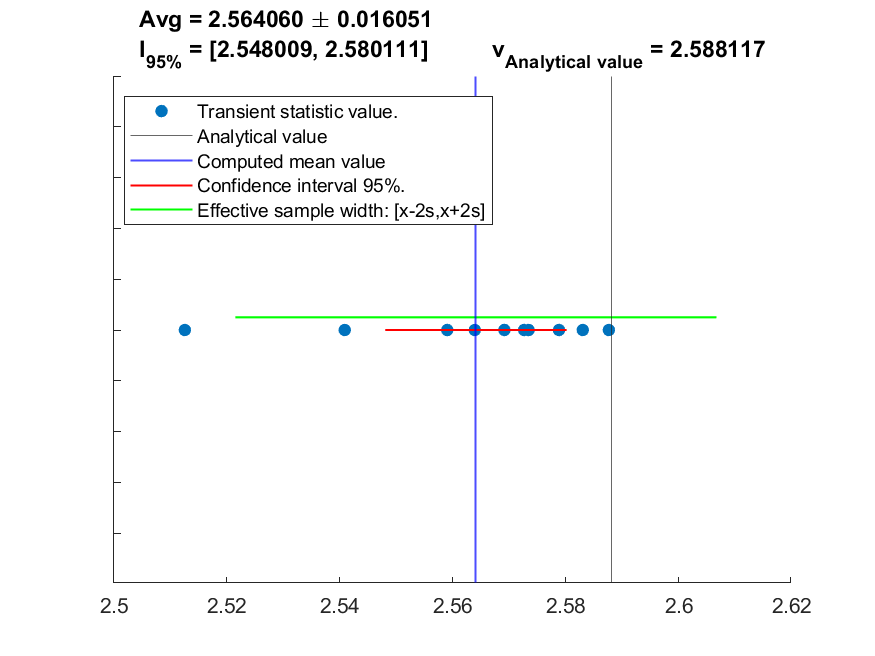 Avg = 2.564060 ± 0.016051
I95% = [2.548009, 2.580111] vAnalytical value = 2.588117
Transient statistic value.
Analytical value
Computed mean value
Confidence interval 95%.
Effective sample width: [x-2s,x+2s]
2.5 2.52 2.54 2.56 2.58 2.6 2.62